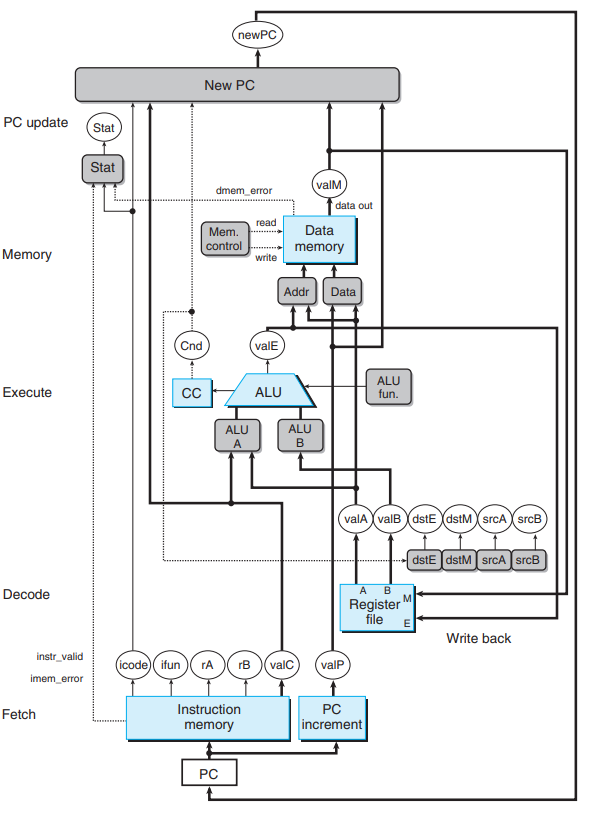 newPC
New PC
PC update
Stat
Stat
valM
dmem_error
data out
Mem.
control
read
write
Data
memory
Memory
Addr
Data
Cnd
valE
Execute
CC
ALU
ALU
fun.
ALU
A
ALU
B
valA
valB
dstE
dstM
srcA
srcB
dstE
dstM
srcA
srcB
Decode
A
B
M
Register
file
E
Write back
instr_valid
imem_error
icode
ifun
rA
rB
valC
valP
Fetch
Instruction
memory
PC
increment
PC